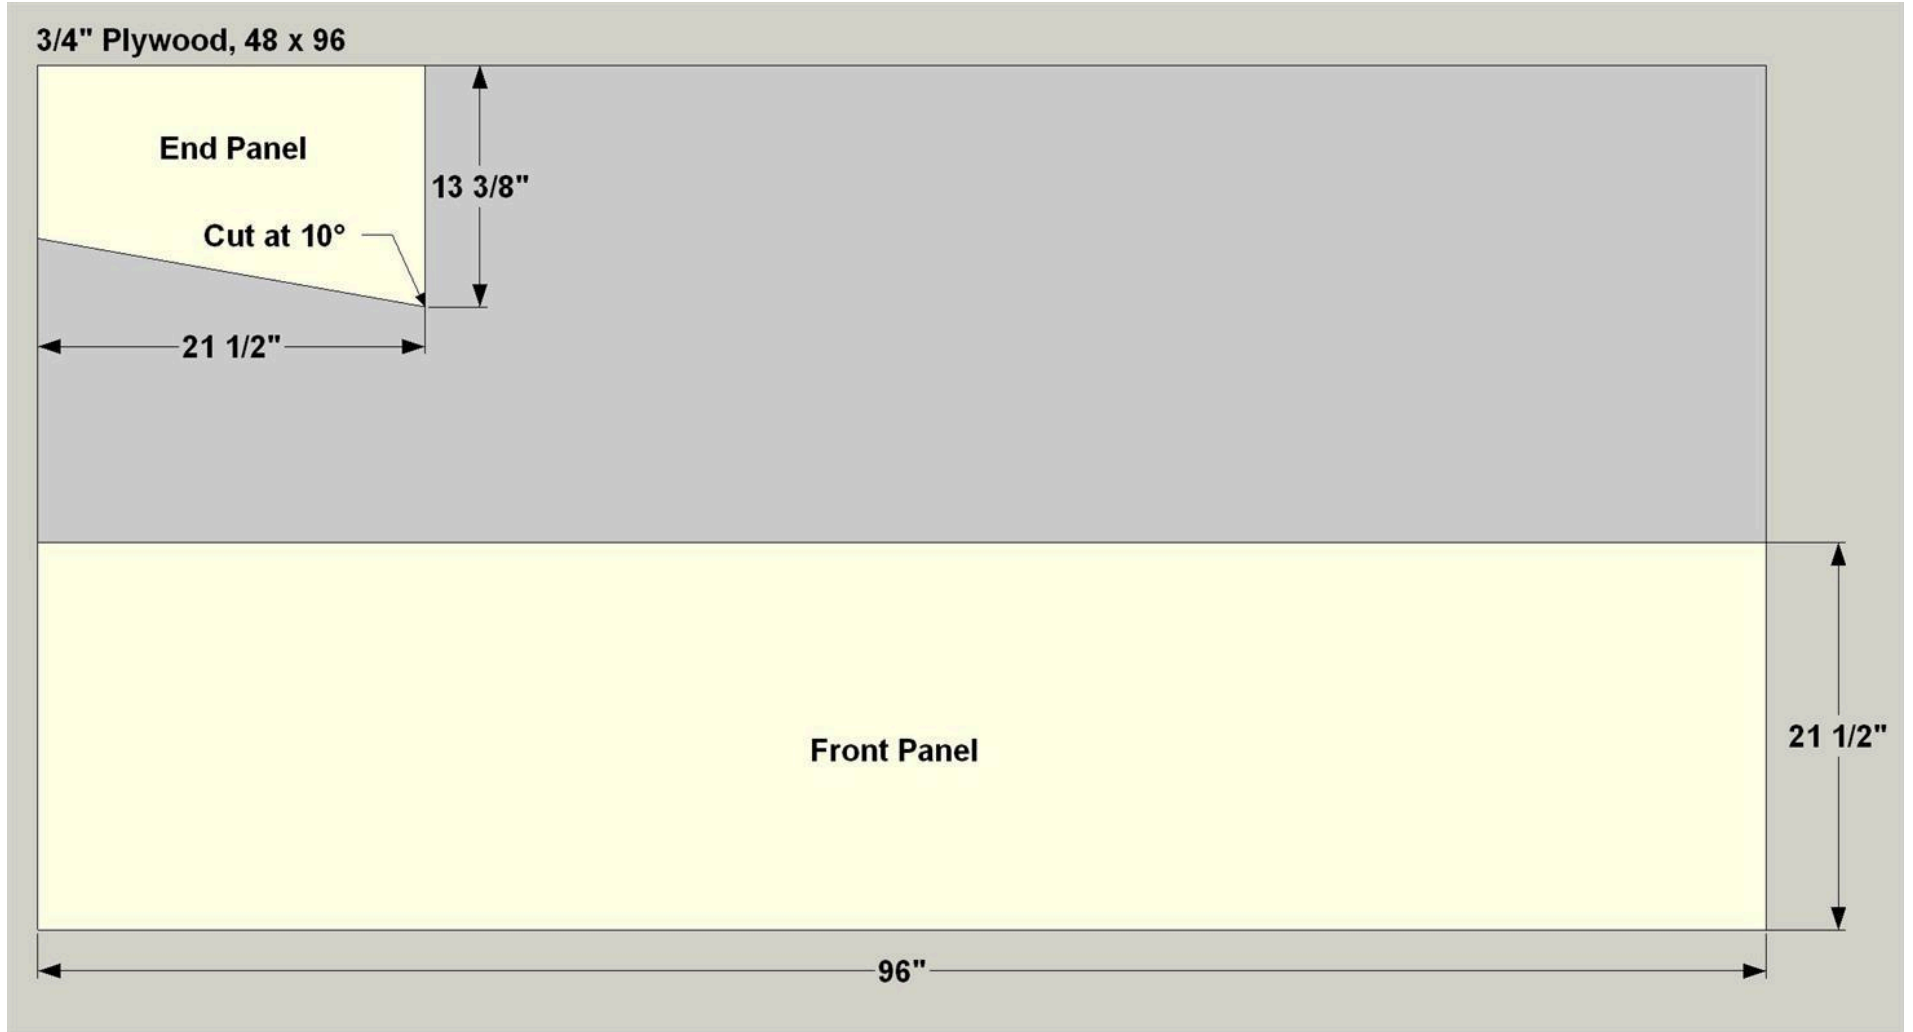 3/4" Plywood, 48 x 96
End Panel
13 3/8"
Cut at 10°
21 1/2"
Front Panel
21 1/2"
96"